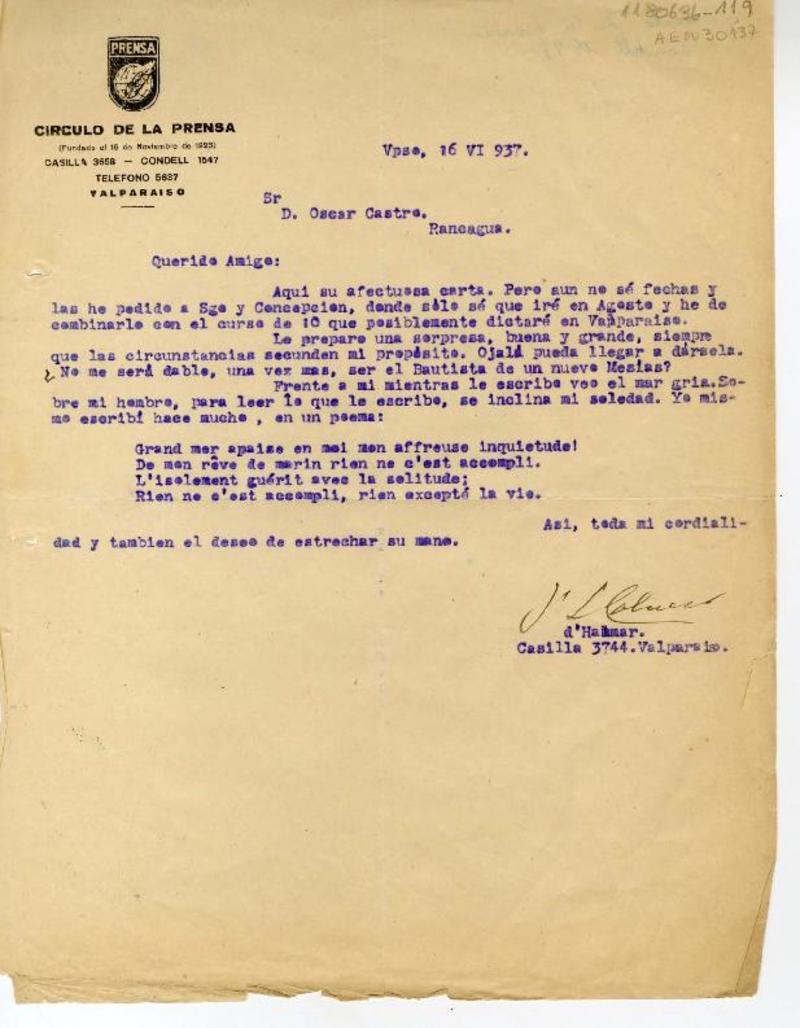 1180636-119
AE0030137
PRENSA
CIRCULO DE LA PRENSA
(Fundado el 16 de Noviembre de 1923)
CASILLA 3658 — CONDELL 1547
TELEFONO 5637
VALPARAISO
Vpso, 16 VI 937.
Sr
D. Oscar Castro.
Rancagua.
Querido Amigo:
Aqui su afectuosa carta. Pero aun no sé fechas y
las he pedido a Sgo y Concepcion, donde sólo sé que iré en Agosto y he de
combinarlo con el curso de 10 que posiblemente dictaré en Valparaiso.
Le preparo una sorpresa, buena y grande, siempre
que las circunstancias secunden mi propósito. Ojalá pueda llegar a dársela.
¿No me será dable, una vez mas, ser el Bautista de un nuevo Mesias?
Frente a mi mientras le escribo veo el mar gris.So-
bre mi hombro, para leer lo que le escribo, se inclina mi soledad. Yo mis-
mo escribí hace mucho , en un poema:
Grand mer apaise en moi mon affreuse inquietude!
De mon rêve de marin rien ne c'est accompli.
L'isolement guérit avec la solitude;
Rien ne c'est accompli, rien excepté la vie.
Asi, toda mi cordiali-
dad y tambien el deseo de estrechar su mano.
d'Halmar.
Casilla 3744.Valparaiso.